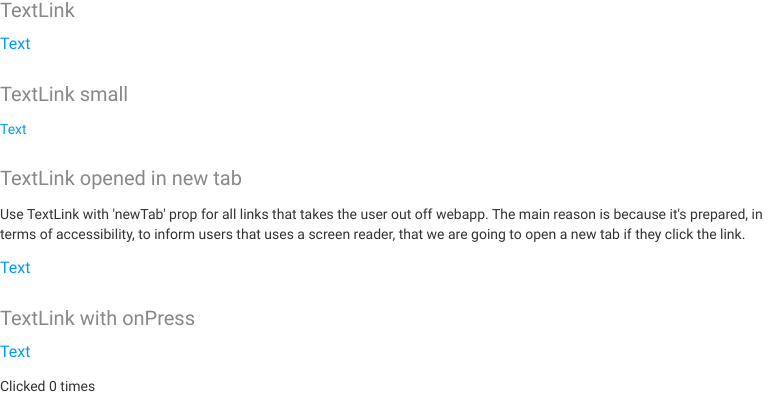 TextLink
Text
TextLink small
Text
TextLink opened in new tab
Use TextLink with 'newTab' prop for all links that takes the user out off webapp. The main reason is because it's prepared, in
terms of accessibility, to inform users that uses a screen reader, that we are going to open a new tab if they click the link.
Text
TextLink with onPress
Text
Clicked 0 times